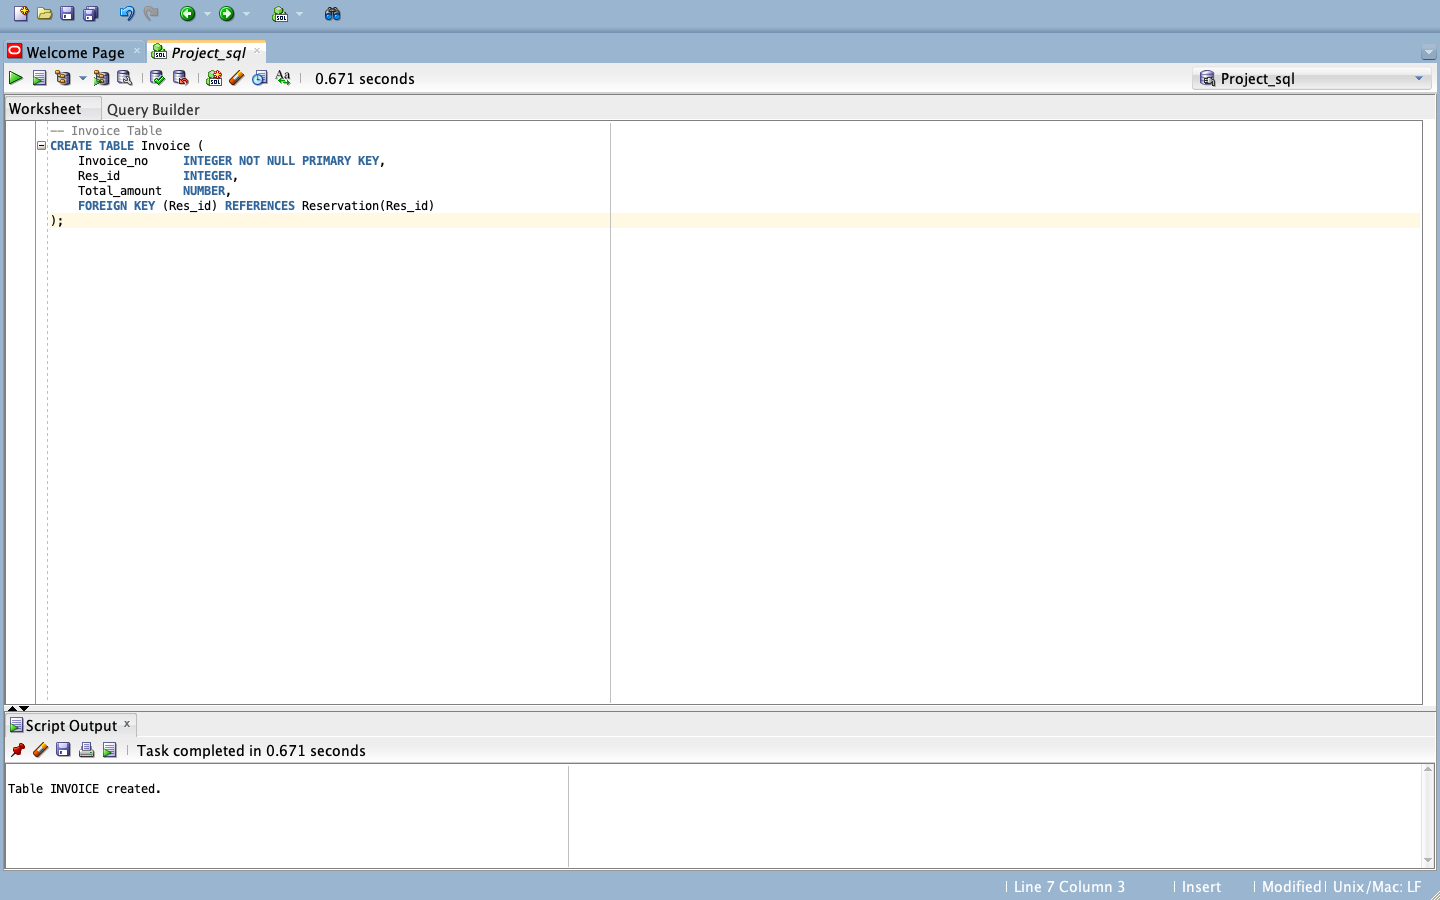 Welcome Page
Project_sql
0.671 seconds
Project_sql
Worksheet
Query Builder
-- Invoice Table
CREATE TABLE Invoice (
    Invoice_no     INTEGER NOT NULL PRIMARY KEY,
    Res_id         INTEGER,
    Total_amount   NUMBER,
    FOREIGN KEY (Res_id) REFERENCES Reservation(Res_id)
);
Script Output
Task completed in 0.671 seconds
Table INVOICE created.
Line 7 Column 3
Insert
Modified
Unix/Mac: LF